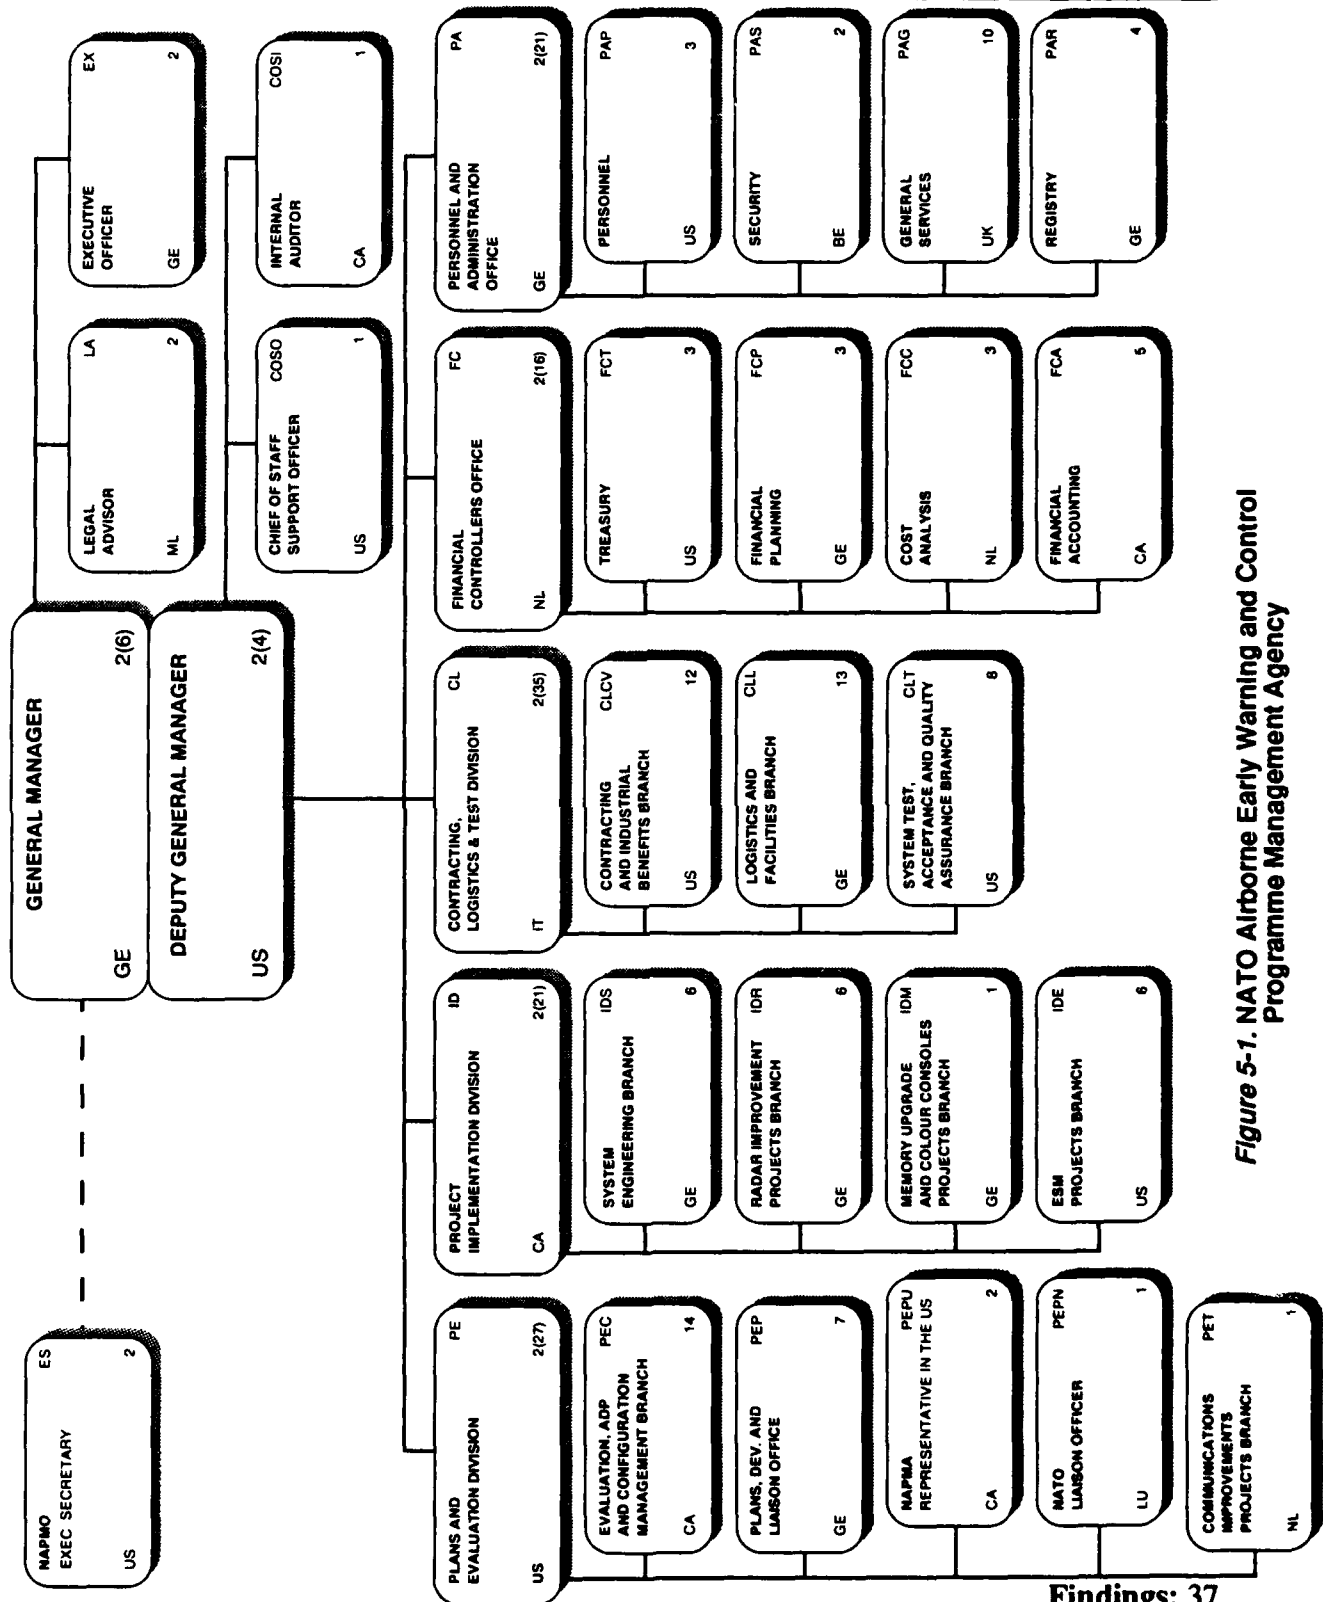 NAPMO ES
EXEC SECRETARY
US 2
GENERAL MANAGER
GE 2(6)
DEPUTY GENERAL MANAGER
US 2(4)
LEGAL LA
ADVISOR
ML 2
EXECUTIVE EX
OFFICER
GE 2
CHIEF OF STAFF COSO
SUPPORT OFFICER
US 1
INTERNAL COSI
AUDITOR
CA 1
PLANS AND PE
EVALUATION DIVISION
US 2(27)
EVALUATION, ADP PEC
AND CONFIGURATION
MANAGEMENT BRANCH
CA 14
PLANS, DEV. AND PEP
LIAISON OFFICE
GE 7
NAPMA PEPU
REPRESENTATIVE IN THE US
CA 2
NATO PEPN
LIAISON OFFICER
LU 1
COMMUNICATIONS PET
IMPROVEMENTS
PROJECTS BRANCH
NL 1
PROJECT ID
IMPLEMENTATION DIVISION
CA 2(21)
SYSTEM IDS
ENGINEERING BRANCH
GE 6
RADAR IMPROVEMENT IDR
PROJECTS BRANCH
GE 6
MEMORY UPGRADE IDM
AND COLOUR CONSOLES
PROJECTS BRANCH
GE 1
ESM IDE
PROJECTS BRANCH
US 6
CONTRACTING, CL
LOGISTICS & TEST DIVISION
IT 2(35)
CONTRACTING CLCV
AND INDUSTRIAL
BENEFITS BRANCH
US 12
LOGISTICS AND CLL
FACILITIES BRANCH
GE 13
SYSTEM TEST, CLT
ACCEPTANCE AND QUALITY
ASSURANCE BRANCH
US 8
FINANCIAL FC
CONTROLLERS OFFICE
NL 2(16)
TREASURY FCT
US 3
FINANCIAL FCP
PLANNING
GE 3
COST FCC
ANALYSIS
NL 3
FINANCIAL FCA
ACCOUNTING
CA 5
PERSONNEL AND PA
ADMINISTRATION
OFFICE
GE 2(21)
PERSONNEL PAP
US 3
SECURITY PAS
BE 2
GENERAL PAG
SERVICES
UK 10
REGISTRY PAR
GE 4
Figure 5-1. NATO Airborne Early Warning and Control
Programme Management Agency
Findings: 37